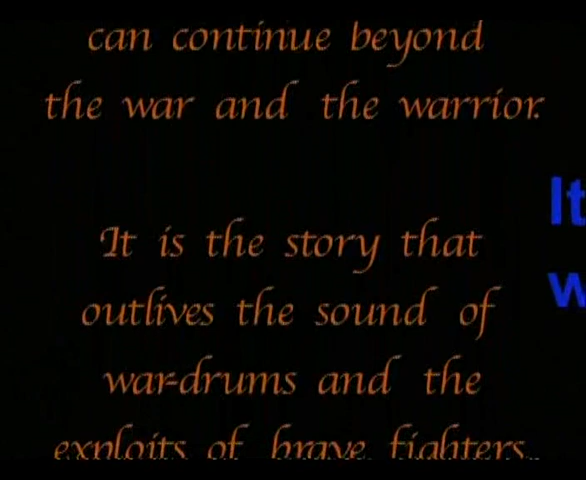 can continue beyond
the war and the warrior.
It is the story that
outlives the sound of
war-drums and the
exploits of brave fighters.
It
w